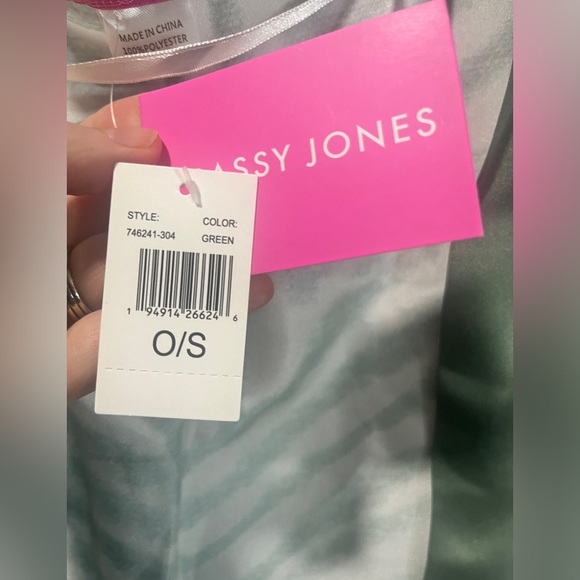 MADE IN CHINA
100%POLYESTER
ASSY JONES
STYLE: COLOR:
746241-304 GREEN
1 94914 26624 6
O/S